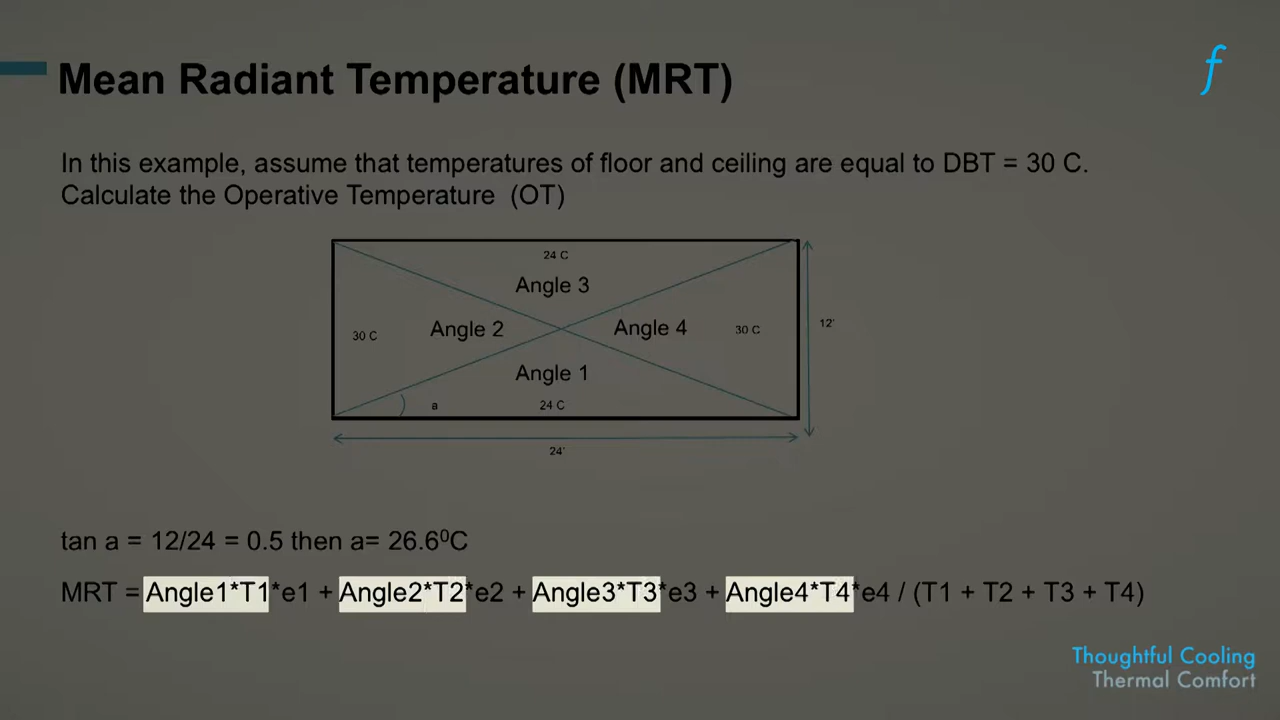 Mean Radiant Temperature (MRT)
f
In this example, assume that temperatures of floor and ceiling are equal to DBT = 30 C.
Calculate the Operative Temperature (OT)
24 C
Angle 3
30 C
Angle 2
Angle 4
30 C
12'
Angle 1
a
24 C
24'
tan a = 12/24 = 0.5 then a= 26.6⁰C
MRT = Angle1*T1*e1 + Angle2*T2*e2 + Angle3*T3*e3 + Angle4*T4*e4 / (T1 + T2 + T3 + T4)
Thoughtful Cooling
Thermal Comfort